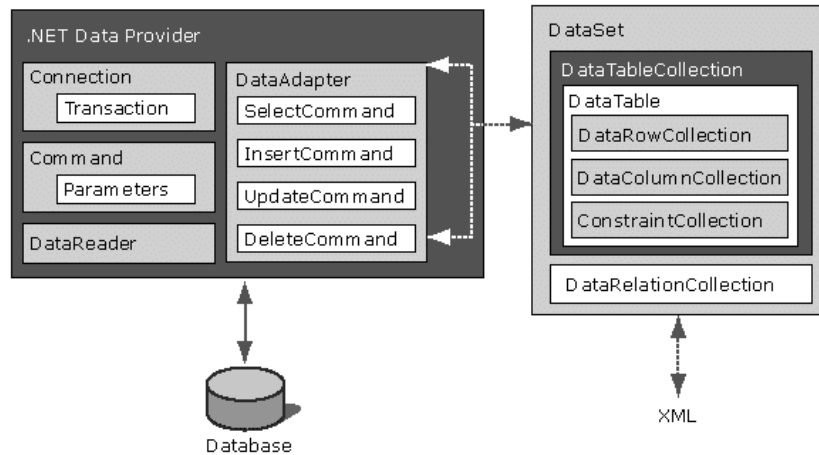 .NET Data Provider
Connection
Transaction
Command
Parameters
DataReader
DataAdapter
SelectCommand
InsertCommand
UpdateCommand
DeleteCommand
Database
DataSet
DataTableCollection
DataTable
DataRowCollection
DataColumnCollection
ConstraintCollection
DataRelationCollection
XML